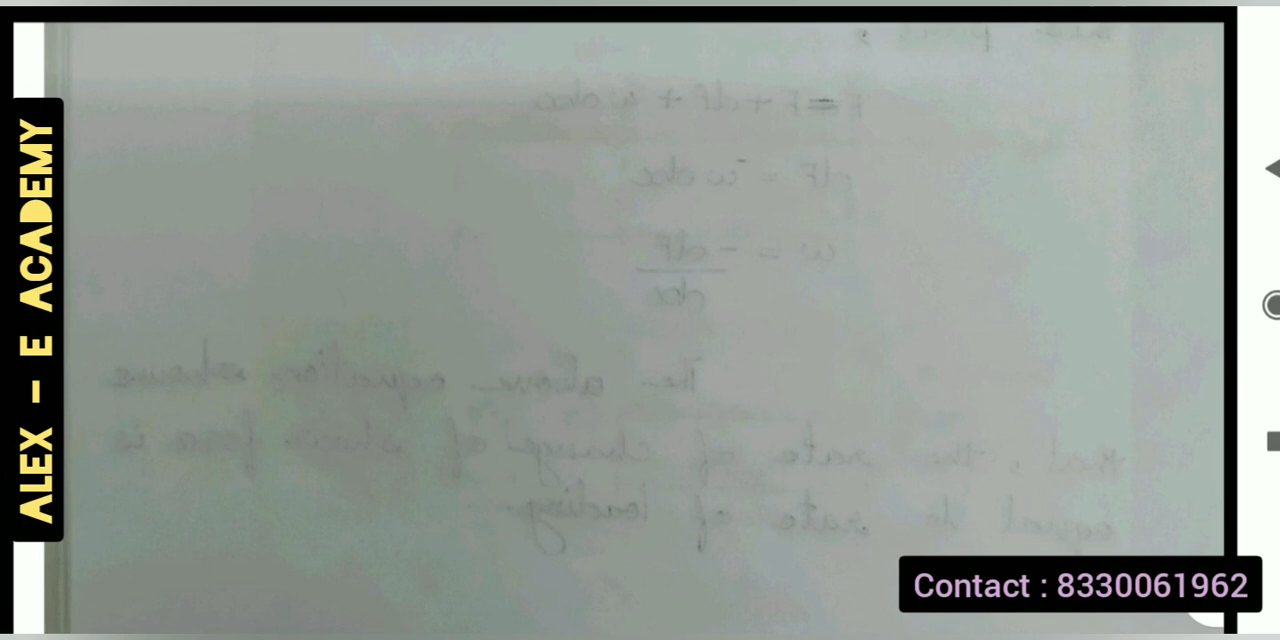 F = F + dF + w dx
dF = - w dx
w = - dF
dx
The above equation shows
that, the rate of change of shear force is
equal to rate of loading
ALEX - E ACADEMY
Contact : 8330061962